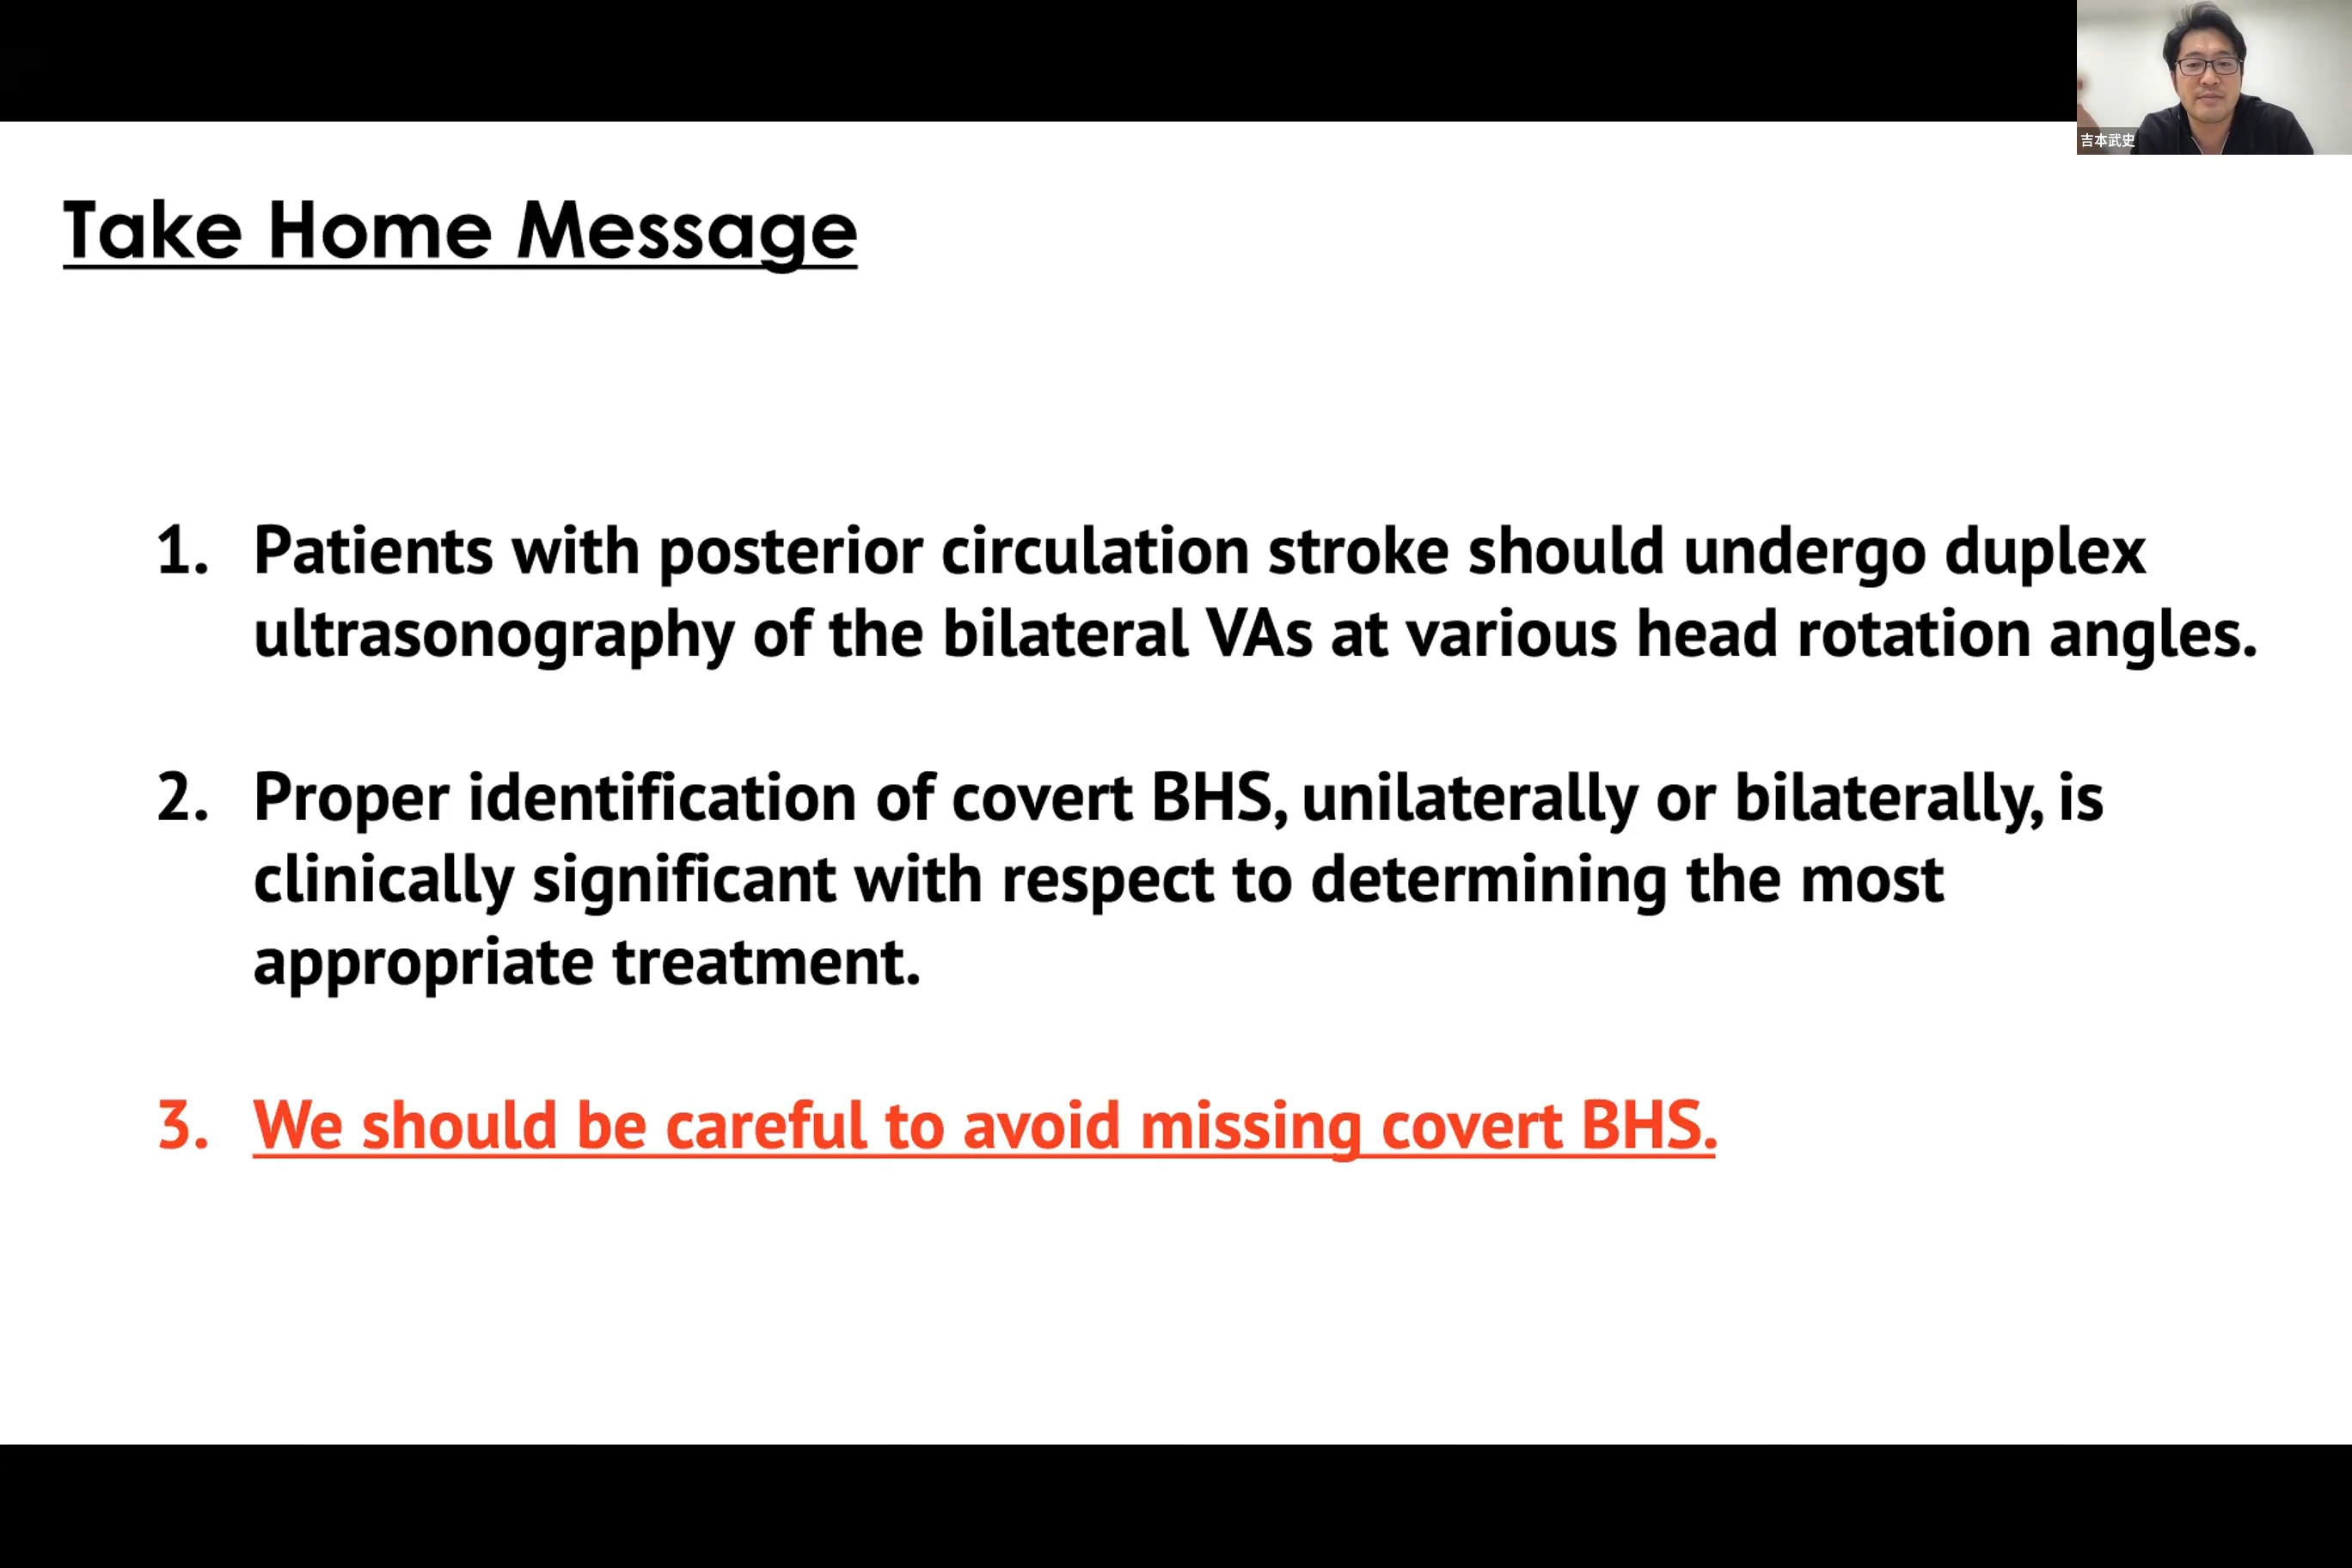 吉本武史
Take Home Message
1. Patients with posterior circulation stroke should undergo duplex
ultrasonography of the bilateral VAs at various head rotation angles.
2. Proper identification of covert BHS, unilaterally or bilaterally, is
clinically significant with respect to determining the most
appropriate treatment.
3. We should be careful to avoid missing covert BHS.